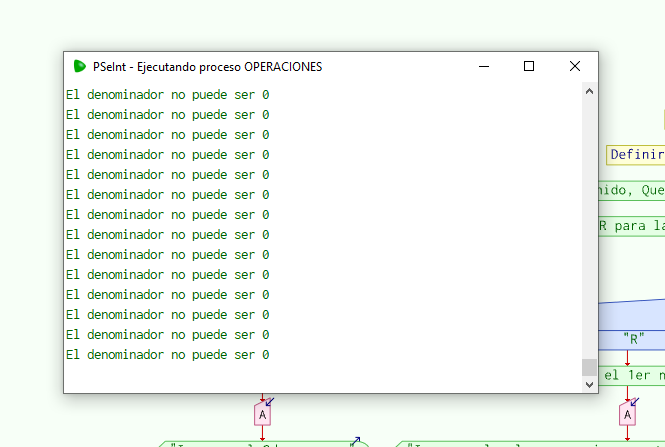 PSeInt - Ejecutando proceso OPERACIONES
El denominador no puede ser 0
El denominador no puede ser 0
El denominador no puede ser 0
El denominador no puede ser 0
El denominador no puede ser 0
El denominador no puede ser 0
El denominador no puede ser 0
El denominador no puede ser 0
El denominador no puede ser 0
El denominador no puede ser 0
El denominador no puede ser 0
El denominador no puede ser 0
El denominador no puede ser 0
El denominador no puede ser 0
Definir
nido, Que
R para la
"R"
el 1er n
A
A